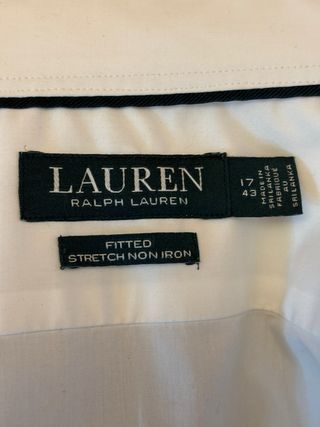 LAUREN
RALPH LAUREN
17
43
MADE IN
SRI LANKA
FABRIQUÉ
AU
SRI LANKA
FITTED
STRETCH NON IRON